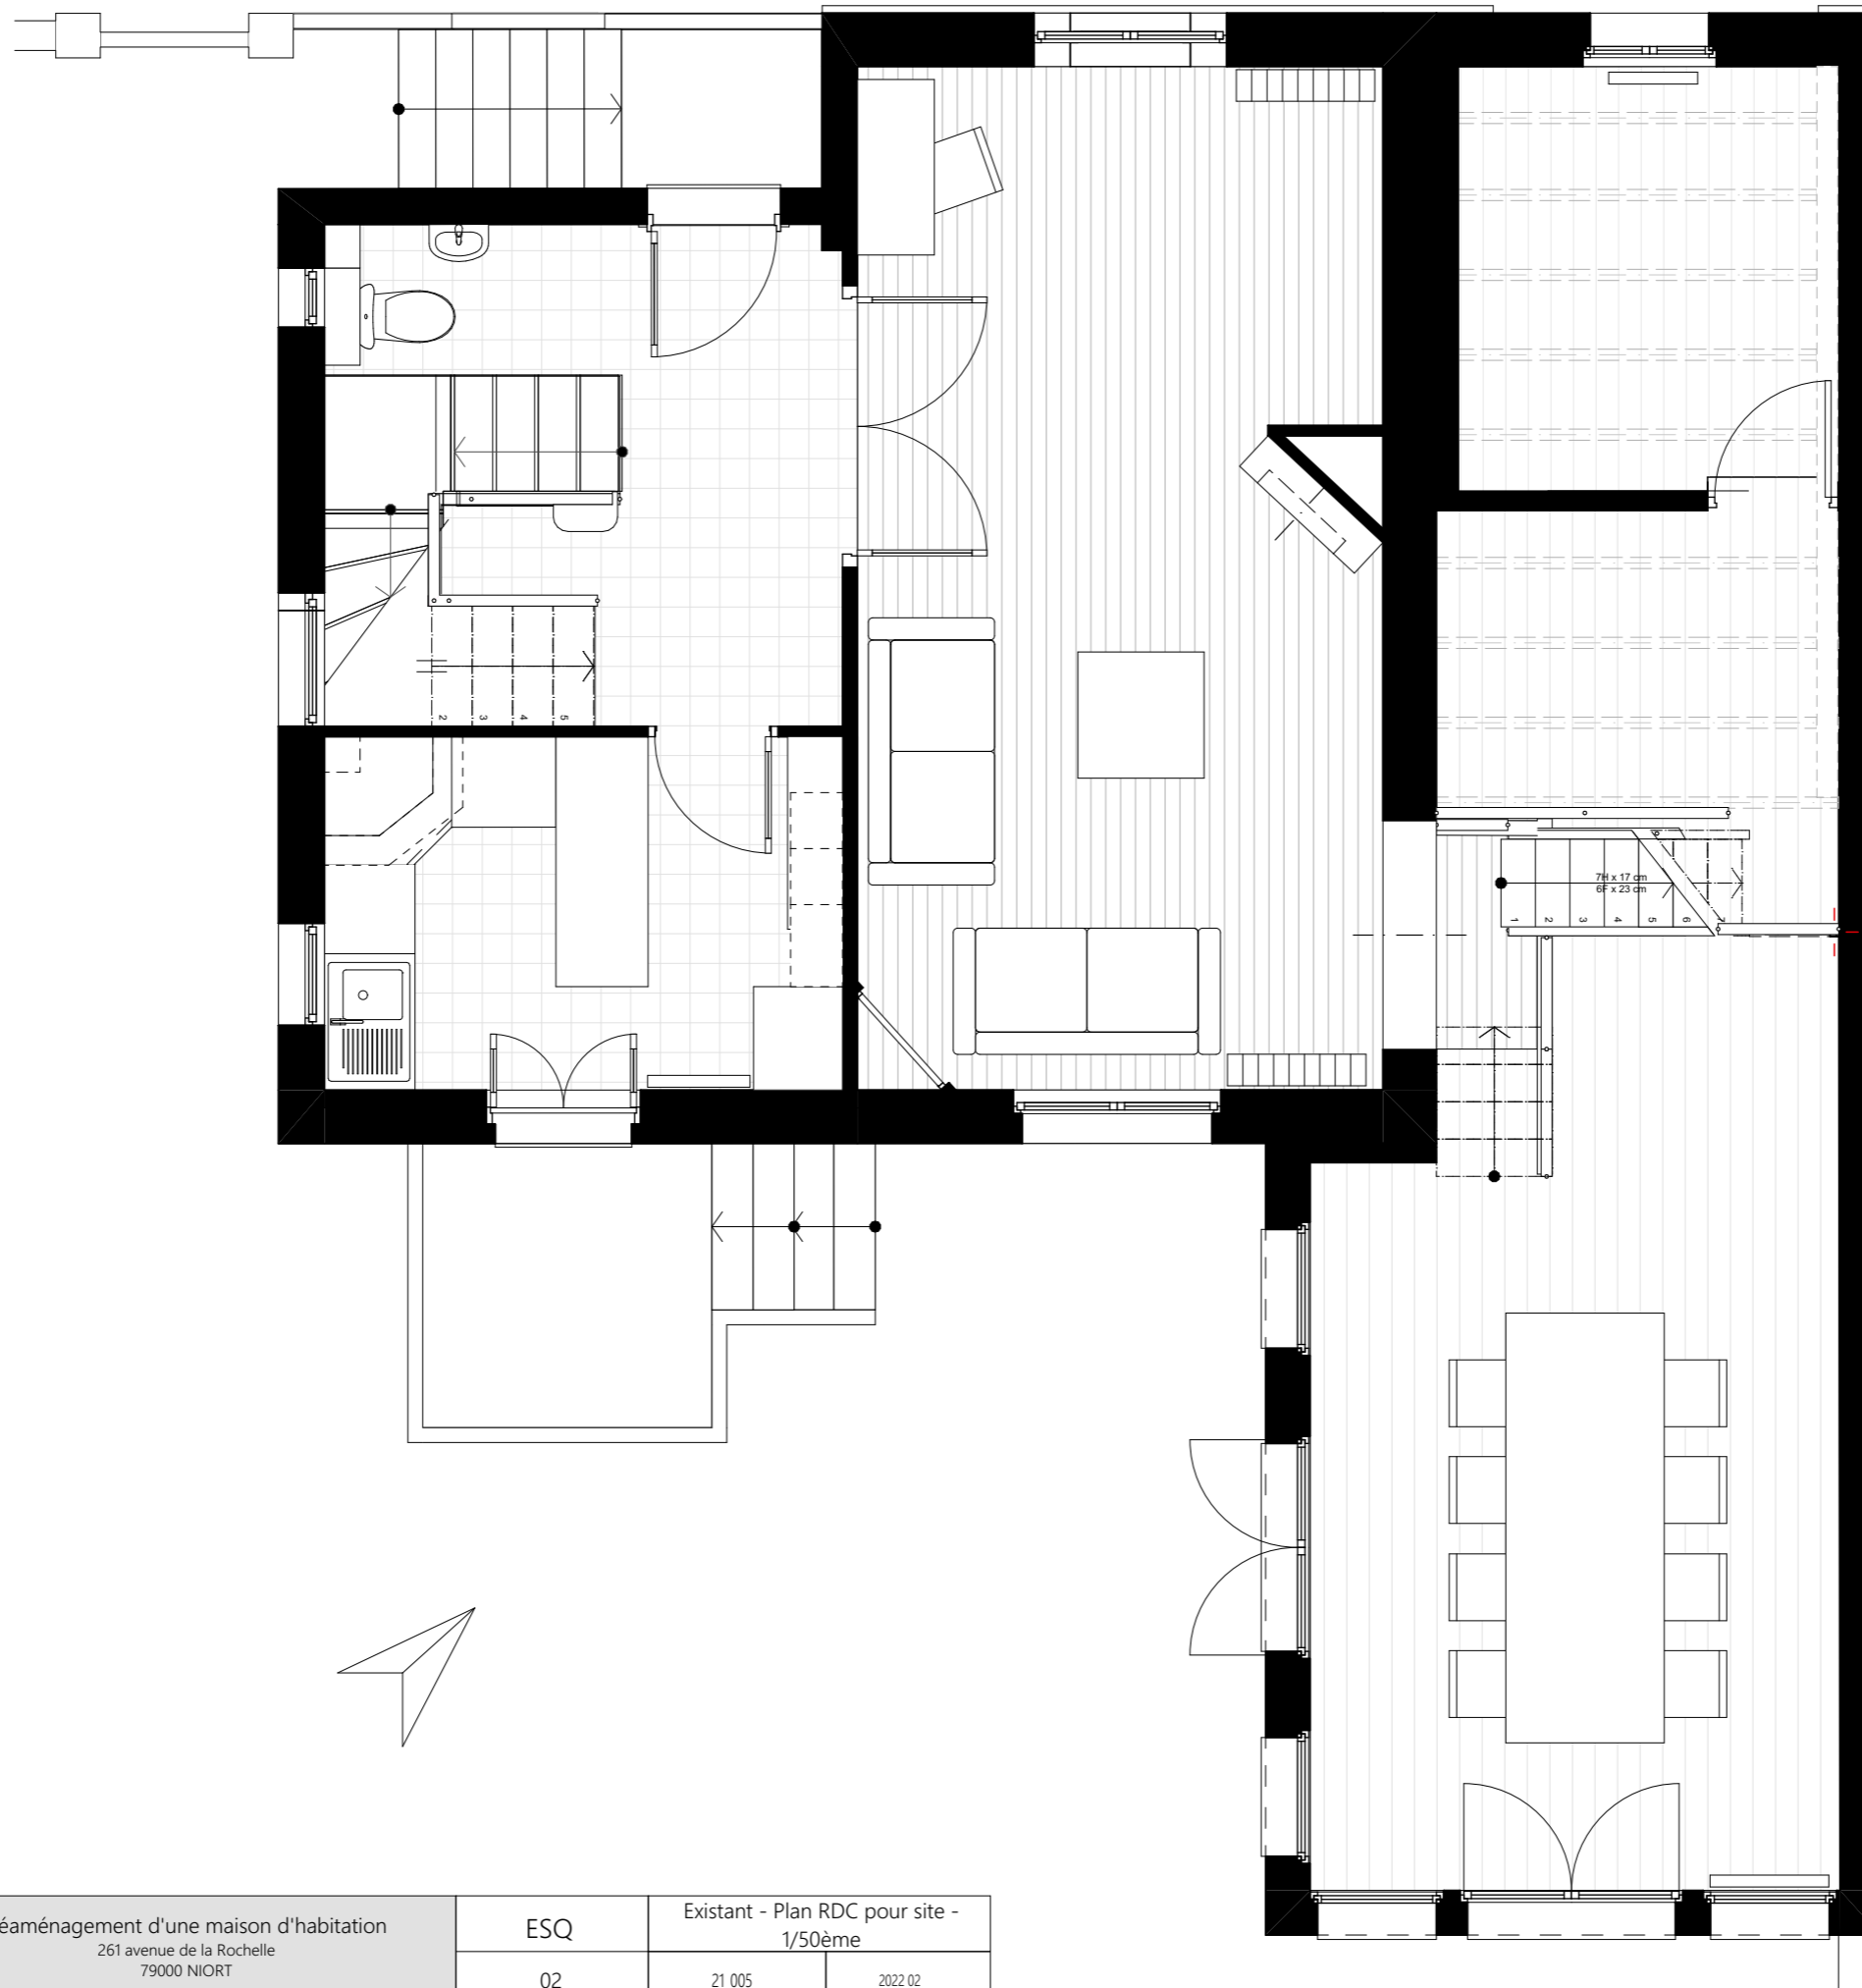 2
3
4
5
7H x 17 cm
6F x 23 cm
1
2
3
4
5
6
7
éaménagement d'une maison d'habitation
261 avenue de la Rochelle
79000 NIORT
ESQ
02
Existant - Plan RDC pour site -
1/50ème
21 005
2022 02